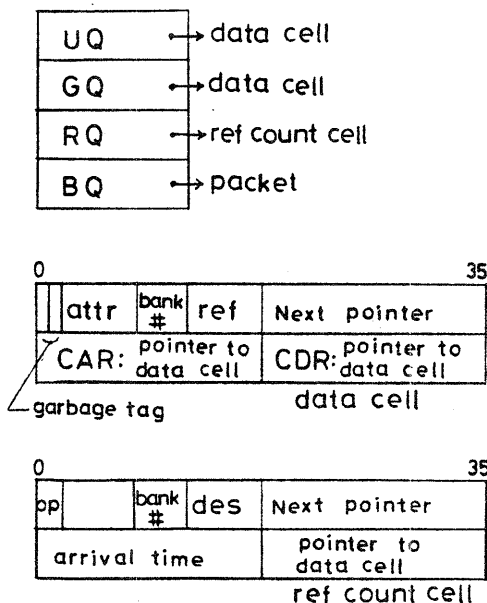 UQ → data cell
GQ → data cell
RQ → ref count cell
BQ → packet
0 35
attr bank # ref Next pointer
CAR: pointer to data cell CDR: pointer to data cell
garbage tag data cell
0 35
op bank # des Next pointer
arrival time pointer to data cell
ref count cell